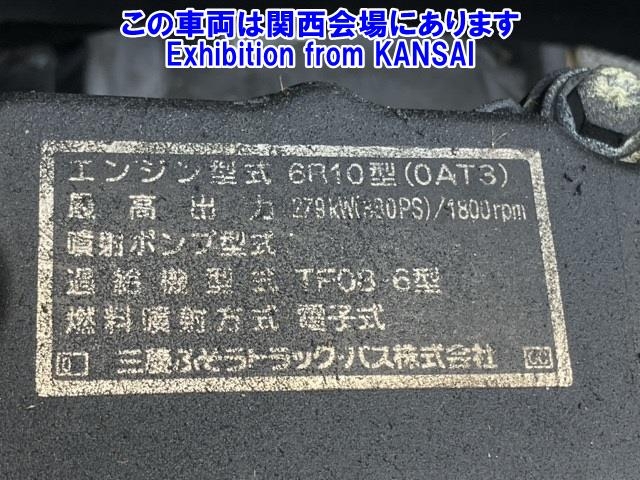 この車両は関西会場にあります
Exhibition from KANSAI
エンジン型式 6R10型(0AT3)
最高出力 279kW(380PS)/1800rpm
噴射ポンプ型式
過給機型式 TF08 6型
燃料噴射方式 電子式
三菱ふそうトラック・バス株式会社